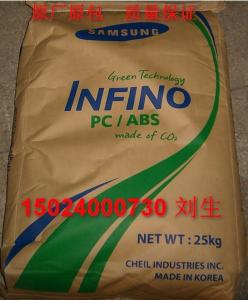 原厂原包 质量保证
SAMSUNG
Green Technology
INFINO
PC / ABS
made of CO₂
15024000730 刘生
NET WT : 25kg
CHEIL INDUSTRIES INC.
MADE IN KOREA